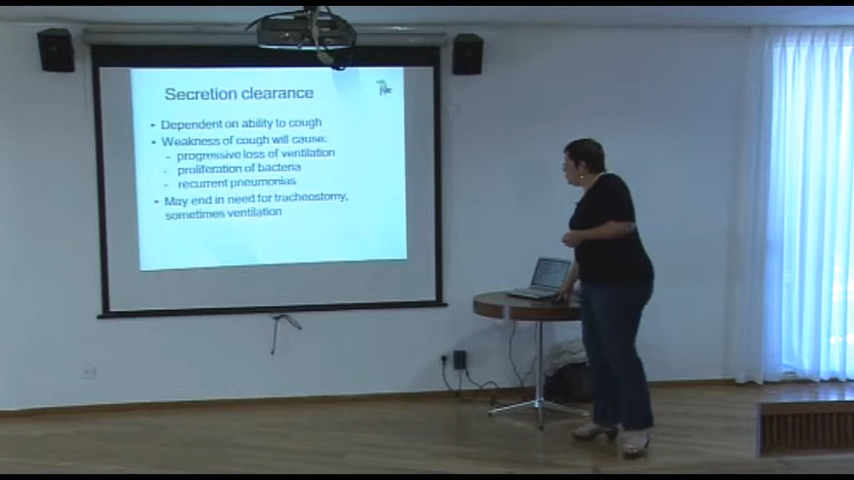 Secretion clearance
• Dependent on ability to cough
• Weakness of cough will cause:
- progressive loss of ventilation
- proliferation of bacteria
- recurrent pneumonias
• May end in need for tracheostomy,
sometimes ventilation